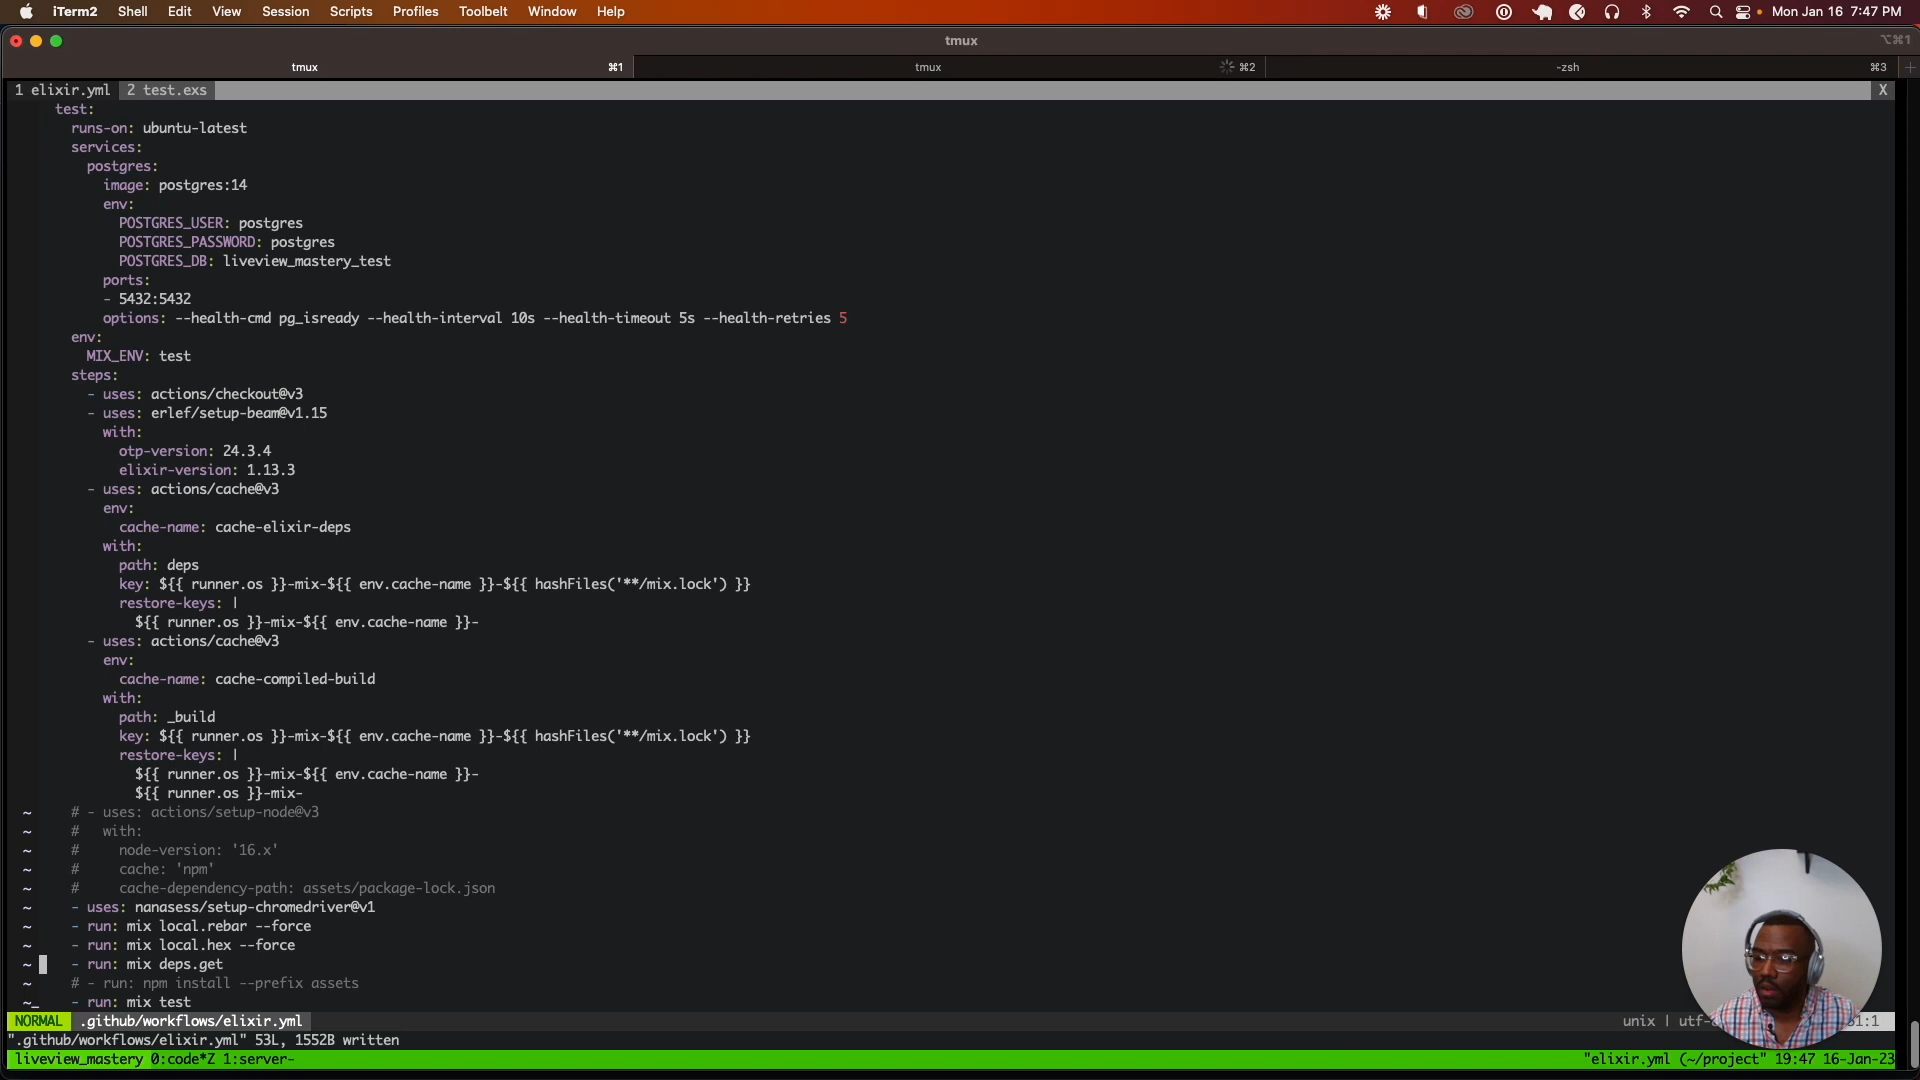 iTerm2 Shell Edit View Session Scripts Profiles Toolbelt Window Help Mon Jan 16 7:47 PM
tmux ⌥⌘1
tmux ⌘1 tmux ⌘2 -zsh ⌘3 +
1 elixir.yml 2 test.exs X
test:
runs-on: ubuntu-latest
services:
postgres:
image: postgres:14
env:
POSTGRES_USER: postgres
POSTGRES_PASSWORD: postgres
POSTGRES_DB: liveview_mastery_test
ports:
- 5432:5432
options: --health-cmd pg_isready --health-interval 10s --health-timeout 5s --health-retries 5
env:
MIX_ENV: test
steps:
- uses: actions/checkout@v3
- uses: erlef/setup-beam@v1.15
with:
otp-version: 24.3.4
elixir-version: 1.13.3
- uses: actions/cache@v3
env:
cache-name: cache-elixir-deps
with:
path: deps
key: ${{ runner.os }}-mix-${{ env.cache-name }}-${{ hashFiles('**/mix.lock') }}
restore-keys: |
${{ runner.os }}-mix-${{ env.cache-name }}-
- uses: actions/cache@v3
env:
cache-name: cache-compiled-build
with:
path: _build
key: ${{ runner.os }}-mix-${{ env.cache-name }}-${{ hashFiles('**/mix.lock') }}
restore-keys: |
${{ runner.os }}-mix-${{ env.cache-name }}-
${{ runner.os }}-mix-
~ # - uses: actions/setup-node@v3
~ # with:
~ # node-version: '16.x'
~ # cache: 'npm'
~ # cache-dependency-path: assets/package-lock.json
~ - uses: nanasess/setup-chromedriver@v1
~ - run: mix local.rebar --force
~ - run: mix local.hex --force
~ - run: mix deps.get
~ # - run: npm install --prefix assets
~_ - run: mix test
NORMAL .github/workflows/elixir.yml unix | utf- :1
".github/workflows/elixir.yml" 53L, 1552B written
liveview_mastery 0:code*Z 1:server- "elixir.yml (~/project" 19:47 16-Jan-23